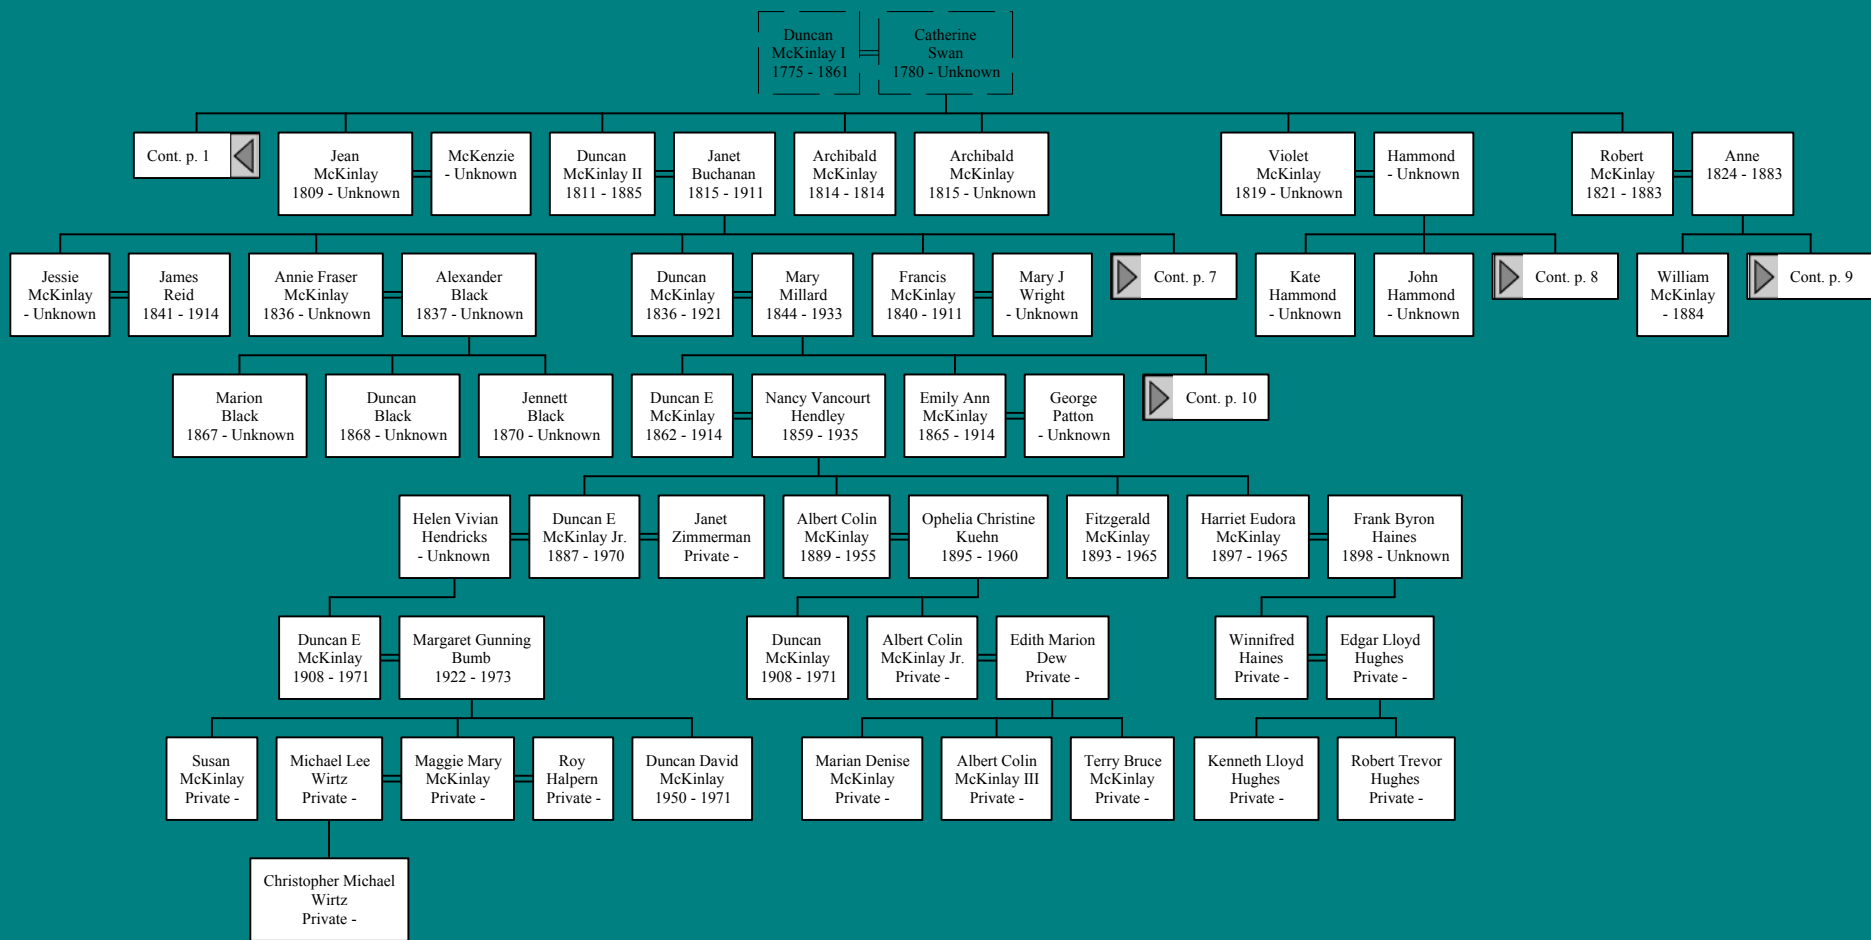 Duncan
McKinlay I
1775 - 1861
Catherine
Swan
1780 - Unknown
Cont. p. 1
Jean
McKinlay
1809 - Unknown
McKenzie
- Unknown
Duncan
McKinlay II
1811 - 1885
Janet
Buchanan
1815 - 1911
Archibald
McKinlay
1814 - 1814
Archibald
McKinlay
1815 - Unknown
Violet
McKinlay
1819 - Unknown
Hammond
- Unknown
Robert
McKinlay
1821 - 1883
Anne
1824 - 1883
Jessie
McKinlay
- Unknown
James
Reid
1841 - 1914
Annie Fraser
McKinlay
1836 - Unknown
Alexander
Black
1837 - Unknown
Duncan
McKinlay
1836 - 1921
Mary
Millard
1844 - 1933
Francis
McKinlay
1840 - 1911
Mary J
Wright
- Unknown
Cont. p. 7
Kate
Hammond
- Unknown
John
Hammond
- Unknown
Cont. p. 8
William
McKinlay
- 1884
Cont. p. 9
Marion
Black
1867 - Unknown
Duncan
Black
1868 - Unknown
Jennett
Black
1870 - Unknown
Duncan E
McKinlay
1862 - 1914
Nancy Vancourt
Hendley
1859 - 1935
Emily Ann
McKinlay
1865 - 1914
George
Patton
- Unknown
Cont. p. 10
Helen Vivian
Hendricks
- Unknown
Duncan E
McKinlay Jr.
1887 - 1970
Janet
Zimmerman
Private -
Albert Colin
McKinlay
1889 - 1955
Ophelia Christine
Kuehn
1895 - 1960
Fitzgerald
McKinlay
1893 - 1965
Harriet Eudora
McKinlay
1897 - 1965
Frank Byron
Haines
1898 - Unknown
Duncan E
McKinlay
1908 - 1971
Margaret Gunning
Bumb
1922 - 1973
Duncan
McKinlay
1908 - 1971
Albert Colin
McKinlay Jr.
Private -
Edith Marion
Dew
Private -
Winnifred
Haines
Private -
Edgar Lloyd
Hughes
Private -
Susan
McKinlay
Private -
Michael Lee
Wirtz
Private -
Maggie Mary
McKinlay
Private -
Roy
Halpern
Private -
Duncan David
McKinlay
1950 - 1971
Marian Denise
McKinlay
Private -
Albert Colin
McKinlay III
Private -
Terry Bruce
McKinlay
Private -
Kenneth Lloyd
Hughes
Private -
Robert Trevor
Hughes
Private -
Christopher Michael
Wirtz
Private -